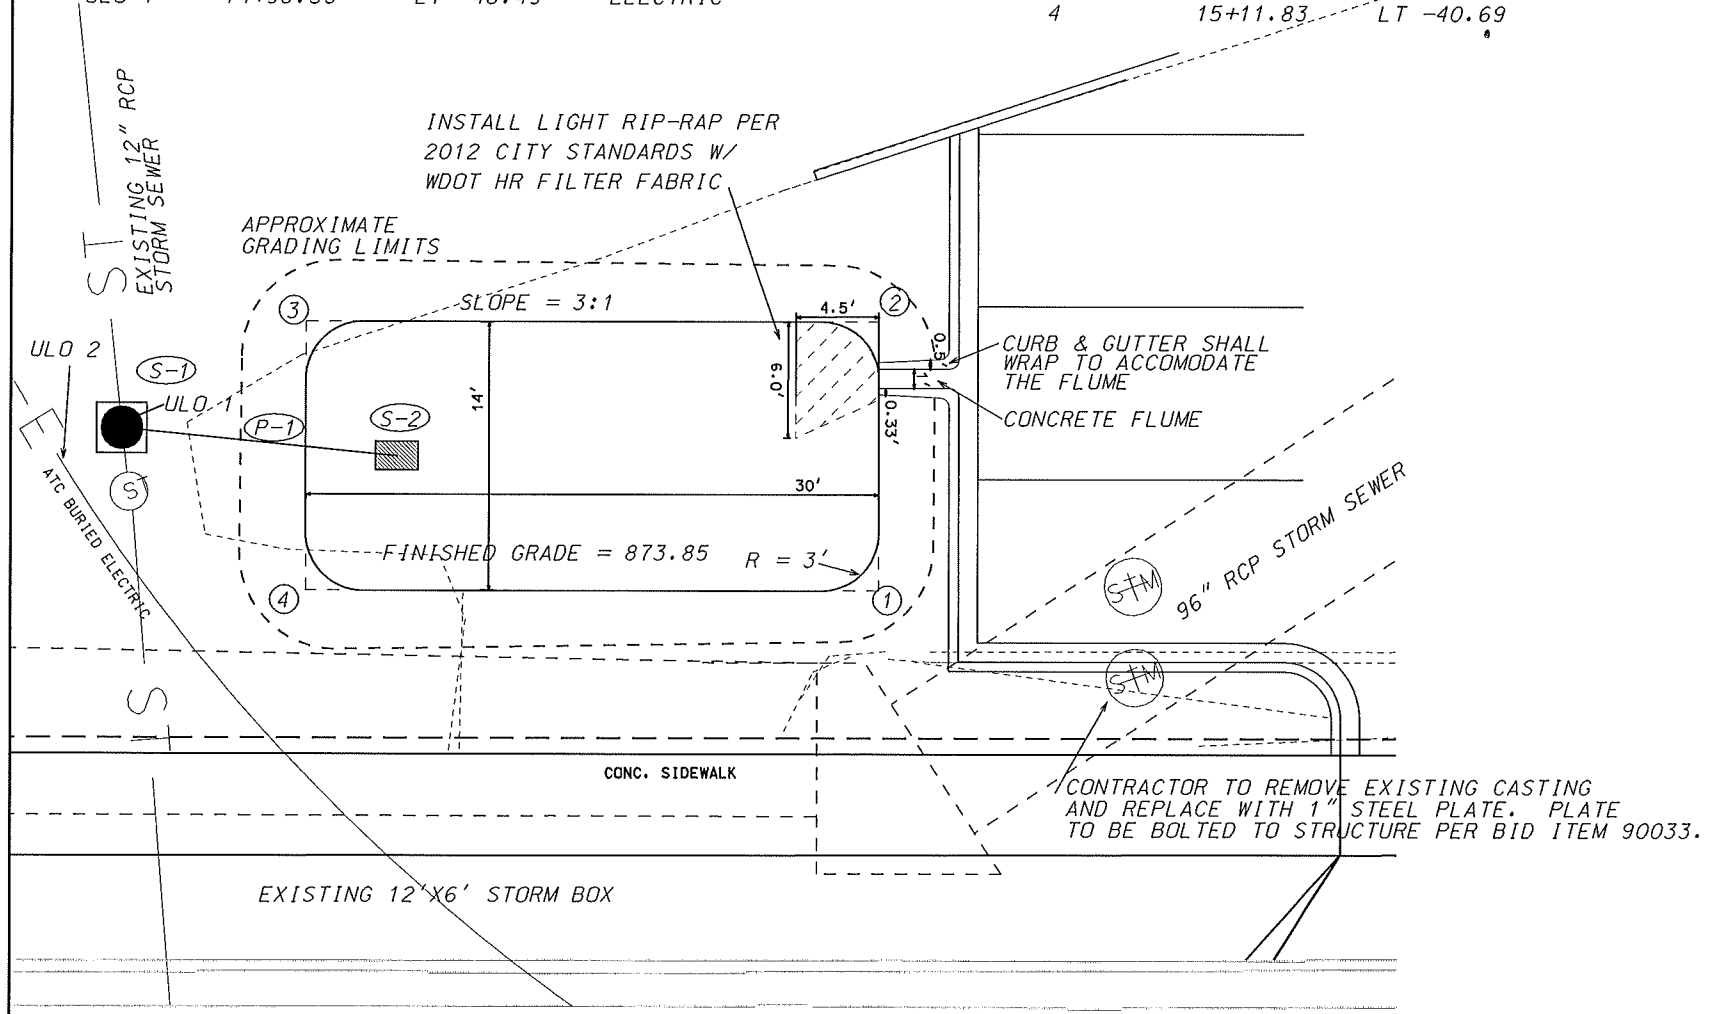 4 15+11.83 LT -40.69
EXISTING 12" RCP
STORM SEWER
ST
INSTALL LIGHT RIP-RAP PER
2012 CITY STANDARDS W/
WDOT HR FILTER FABRIC
APPROXIMATE
GRADING LIMITS
3
SLOPE = 3:1
4.5'
2
0.5'
CURB & GUTTER SHALL
WRAP TO ACCOMODATE
THE FLUME
ULO 2
S-1
ULO 1
P-1
S-2
14'
6.0'
1'
0.33'
CONCRETE FLUME
E
S
ATC BURIED ELECTRIC
30'
FINISHED GRADE = 873.85
R = 3'
4
1
STM
96" RCP STORM SEWER
STM
ST
CONC. SIDEWALK
CONTRACTOR TO REMOVE EXISTING CASTING
AND REPLACE WITH 1" STEEL PLATE. PLATE
TO BE BOLTED TO STRUCTURE PER BID ITEM 90033.
EXISTING 12'X6' STORM BOX